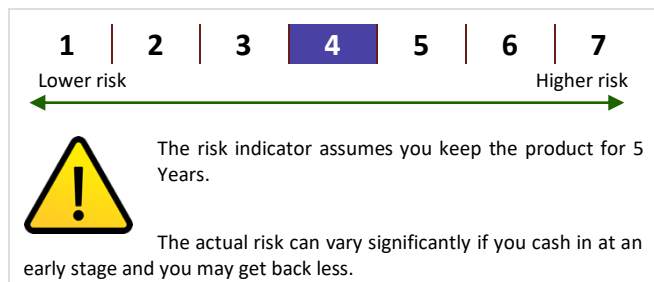 1 2 3 4 5 6 7
Lower risk Higher risk
The risk indicator assumes you keep the product for 5
Years.
The actual risk can vary significantly if you cash in at an
early stage and you may get back less.